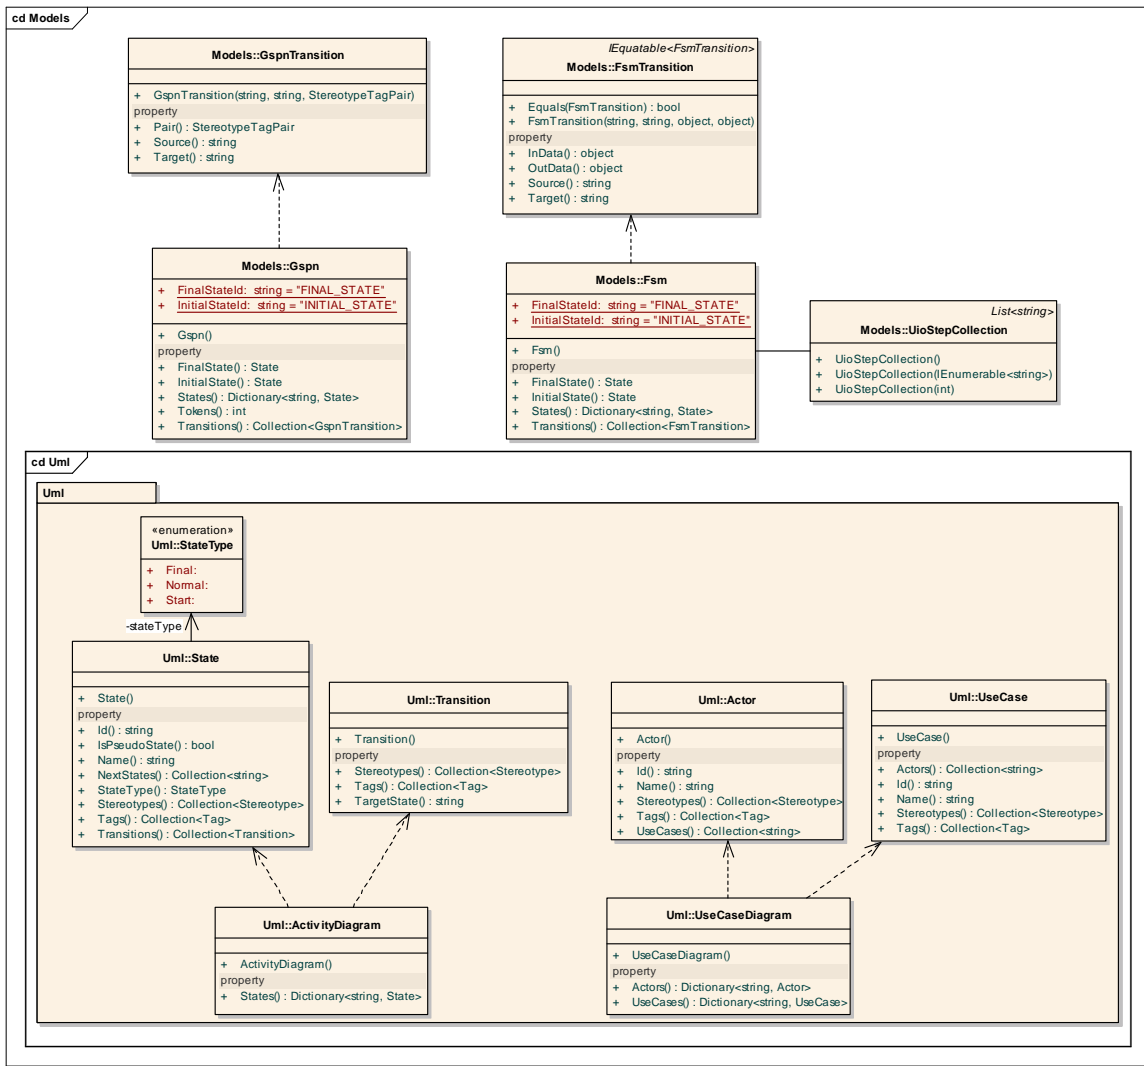 cd Models
Models::GspnTransition
+ GspnTransition(string, string, StereotypeTagPair)
property
+ Pair() : StereotypeTagPair
+ Source() : string
+ Target() : string
IEquatable<FsmTransition>
Models::FsmTransition
+ Equals(FsmTransition) : bool
+ FsmTransition(string, string, object, object)
property
+ InData() : object
+ OutData() : object
+ Source() : string
+ Target() : string
Models::Gspn
+ FinalStateId: string = "FINAL_STATE"
+ InitialStateId: string = "INITIAL_STATE"
+ Gspn()
property
+ FinalState() : State
+ InitialState() : State
+ States() : Dictionary<string, State>
+ Tokens() : int
+ Transitions() : Collection<GspnTransition>
Models::Fsm
+ FinalStateId: string = "FINAL_STATE"
+ InitialStateId: string = "INITIAL_STATE"
+ Fsm()
property
+ FinalState() : State
+ InitialState() : State
+ States() : Dictionary<string, State>
+ Transitions() : Collection<FsmTransition>
List<string>
Models::UioStepCollection
+ UioStepCollection()
+ UioStepCollection(IEnumerable<string>)
+ UioStepCollection(int)
cd Uml
Uml
«enumeration»
Uml::StateType
+ Final:
+ Normal:
+ Start:
-stateType
Uml::State
+ State()
property
+ Id() : string
+ IsPseudoState() : bool
+ Name() : string
+ NextStates() : Collection<string>
+ StateType() : StateType
+ Stereotypes() : Collection<Stereotype>
+ Tags() : Collection<Tag>
+ Transitions() : Collection<Transition>
Uml::Transition
+ Transition()
property
+ Stereotypes() : Collection<Stereotype>
+ Tags() : Collection<Tag>
+ TargetState() : string
Uml::Actor
+ Actor()
property
+ Id() : string
+ Name() : string
+ Stereotypes() : Collection<Stereotype>
+ Tags() : Collection<Tag>
+ UseCases() : Collection<string>
Uml::UseCase
+ UseCase()
property
+ Actors() : Collection<string>
+ Id() : string
+ Name() : string
+ Stereotypes() : Collection<Stereotype>
+ Tags() : Collection<Tag>
Uml::ActivityDiagram
+ ActivityDiagram()
property
+ States() : Dictionary<string, State>
Uml::UseCaseDiagram
+ UseCaseDiagram()
property
+ Actors() : Dictionary<string, Actor>
+ UseCases() : Dictionary<string, UseCase>